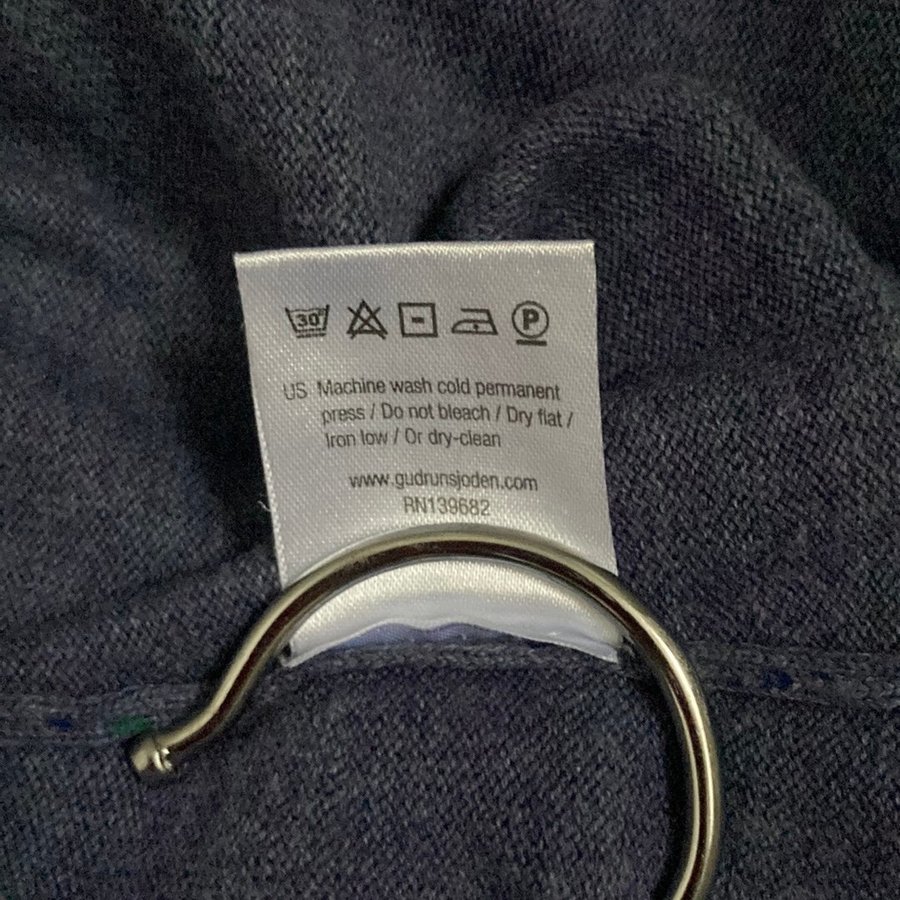 30 P
US Machine wash cold permanent
press / Do not bleach / Dry flat /
Iron low / Or dry-clean
www.gudrunsjoden.com
RN139682